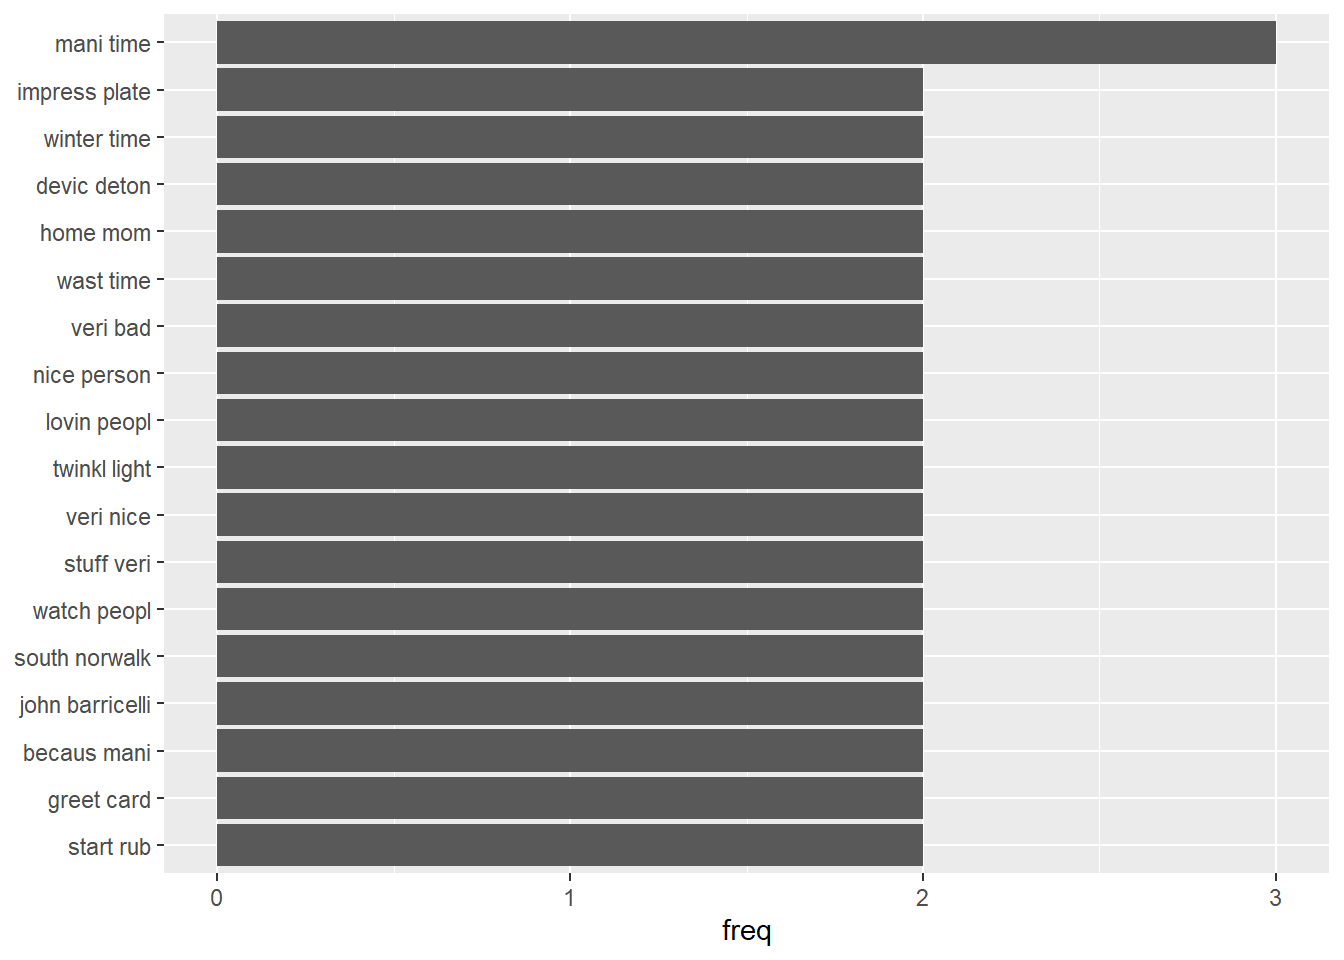 mani time
impress plate
winter time
devic deton
home mom
wast time
veri bad
nice person
lovin peopl
twinkl light
veri nice
stuff veri
watch peopl
south norwalk
john barricelli
becaus mani
greet card
start rub
0 1 2 3
freq